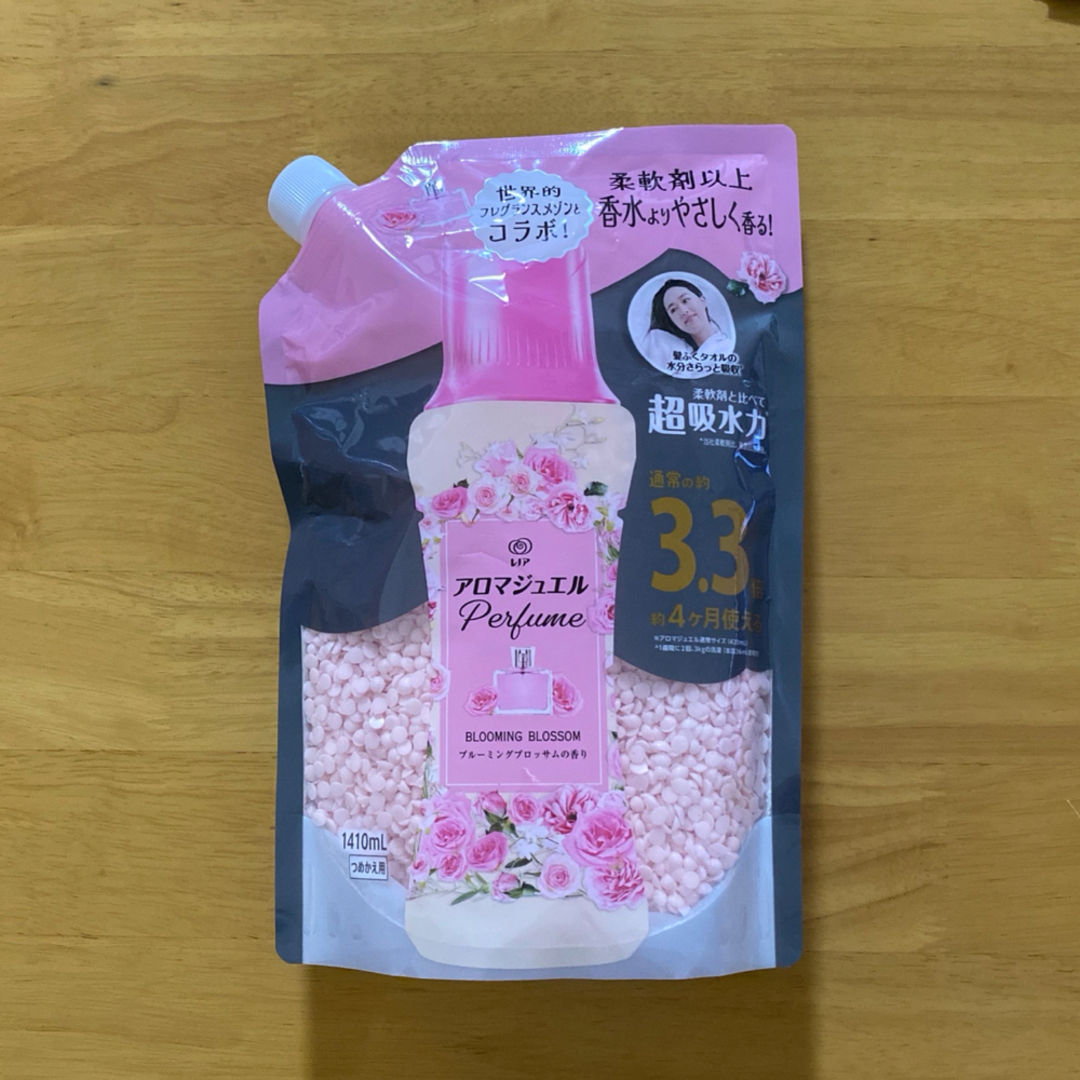 世界的
フレグランスメゾンと
コラボ!
柔軟剤以上
香水よりやさしく香る!
髪ふくタオルの
水分さらっと吸収
柔軟剤と比べて
超吸水力
通常の約
3.3倍
約4ヶ月使える
レノア
アロマジュエル
Perfume
BLOOMING BLOSSOM
ブルーミングブロッサムの香り
1410mL
つめかえ用